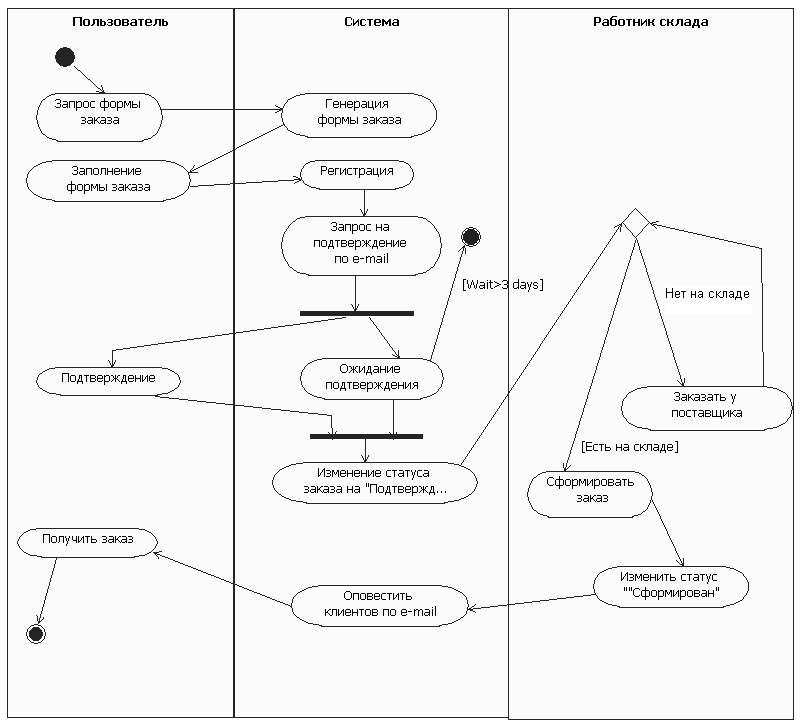 Пользователь
Система
Работник склада
Запрос формы
заказа
Генерация
формы заказа
Заполнение
формы заказа
Регистрация
Запрос на
подтверждение
по e-mail
[Wait>3 days]
Нет на складе
Подтверждение
Ожидание
подтверждения
Заказать у
поставщика
[Есть на складе]
Изменение статуса
заказа на "Подтвержд...
Сформировать
заказ
Получить заказ
Изменить статус
""Сформирован"
Оповестить
клиентов по e-mail